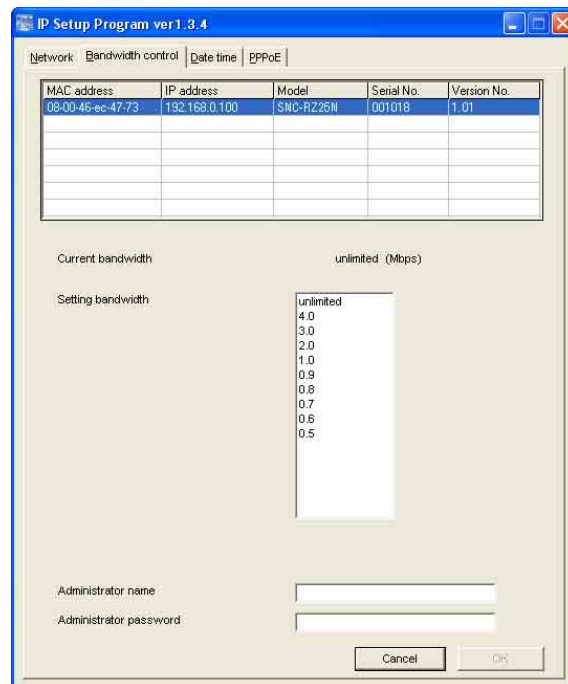 IP Setup Program ver1.3.4
Network Bandwidth control Date time PPPoE
MAC address IP address Model Serial No. Version No.
08-00-46-ec-47-73 192.168.0.100 SNC-RZ25N 001018 1.01
Current bandwidth unlimited (Mbps)
Setting bandwidth unlimited
4.0
3.0
2.0
1.0
0.9
0.8
0.7
0.6
0.5
Administrator name
Administrator password
Cancel OK